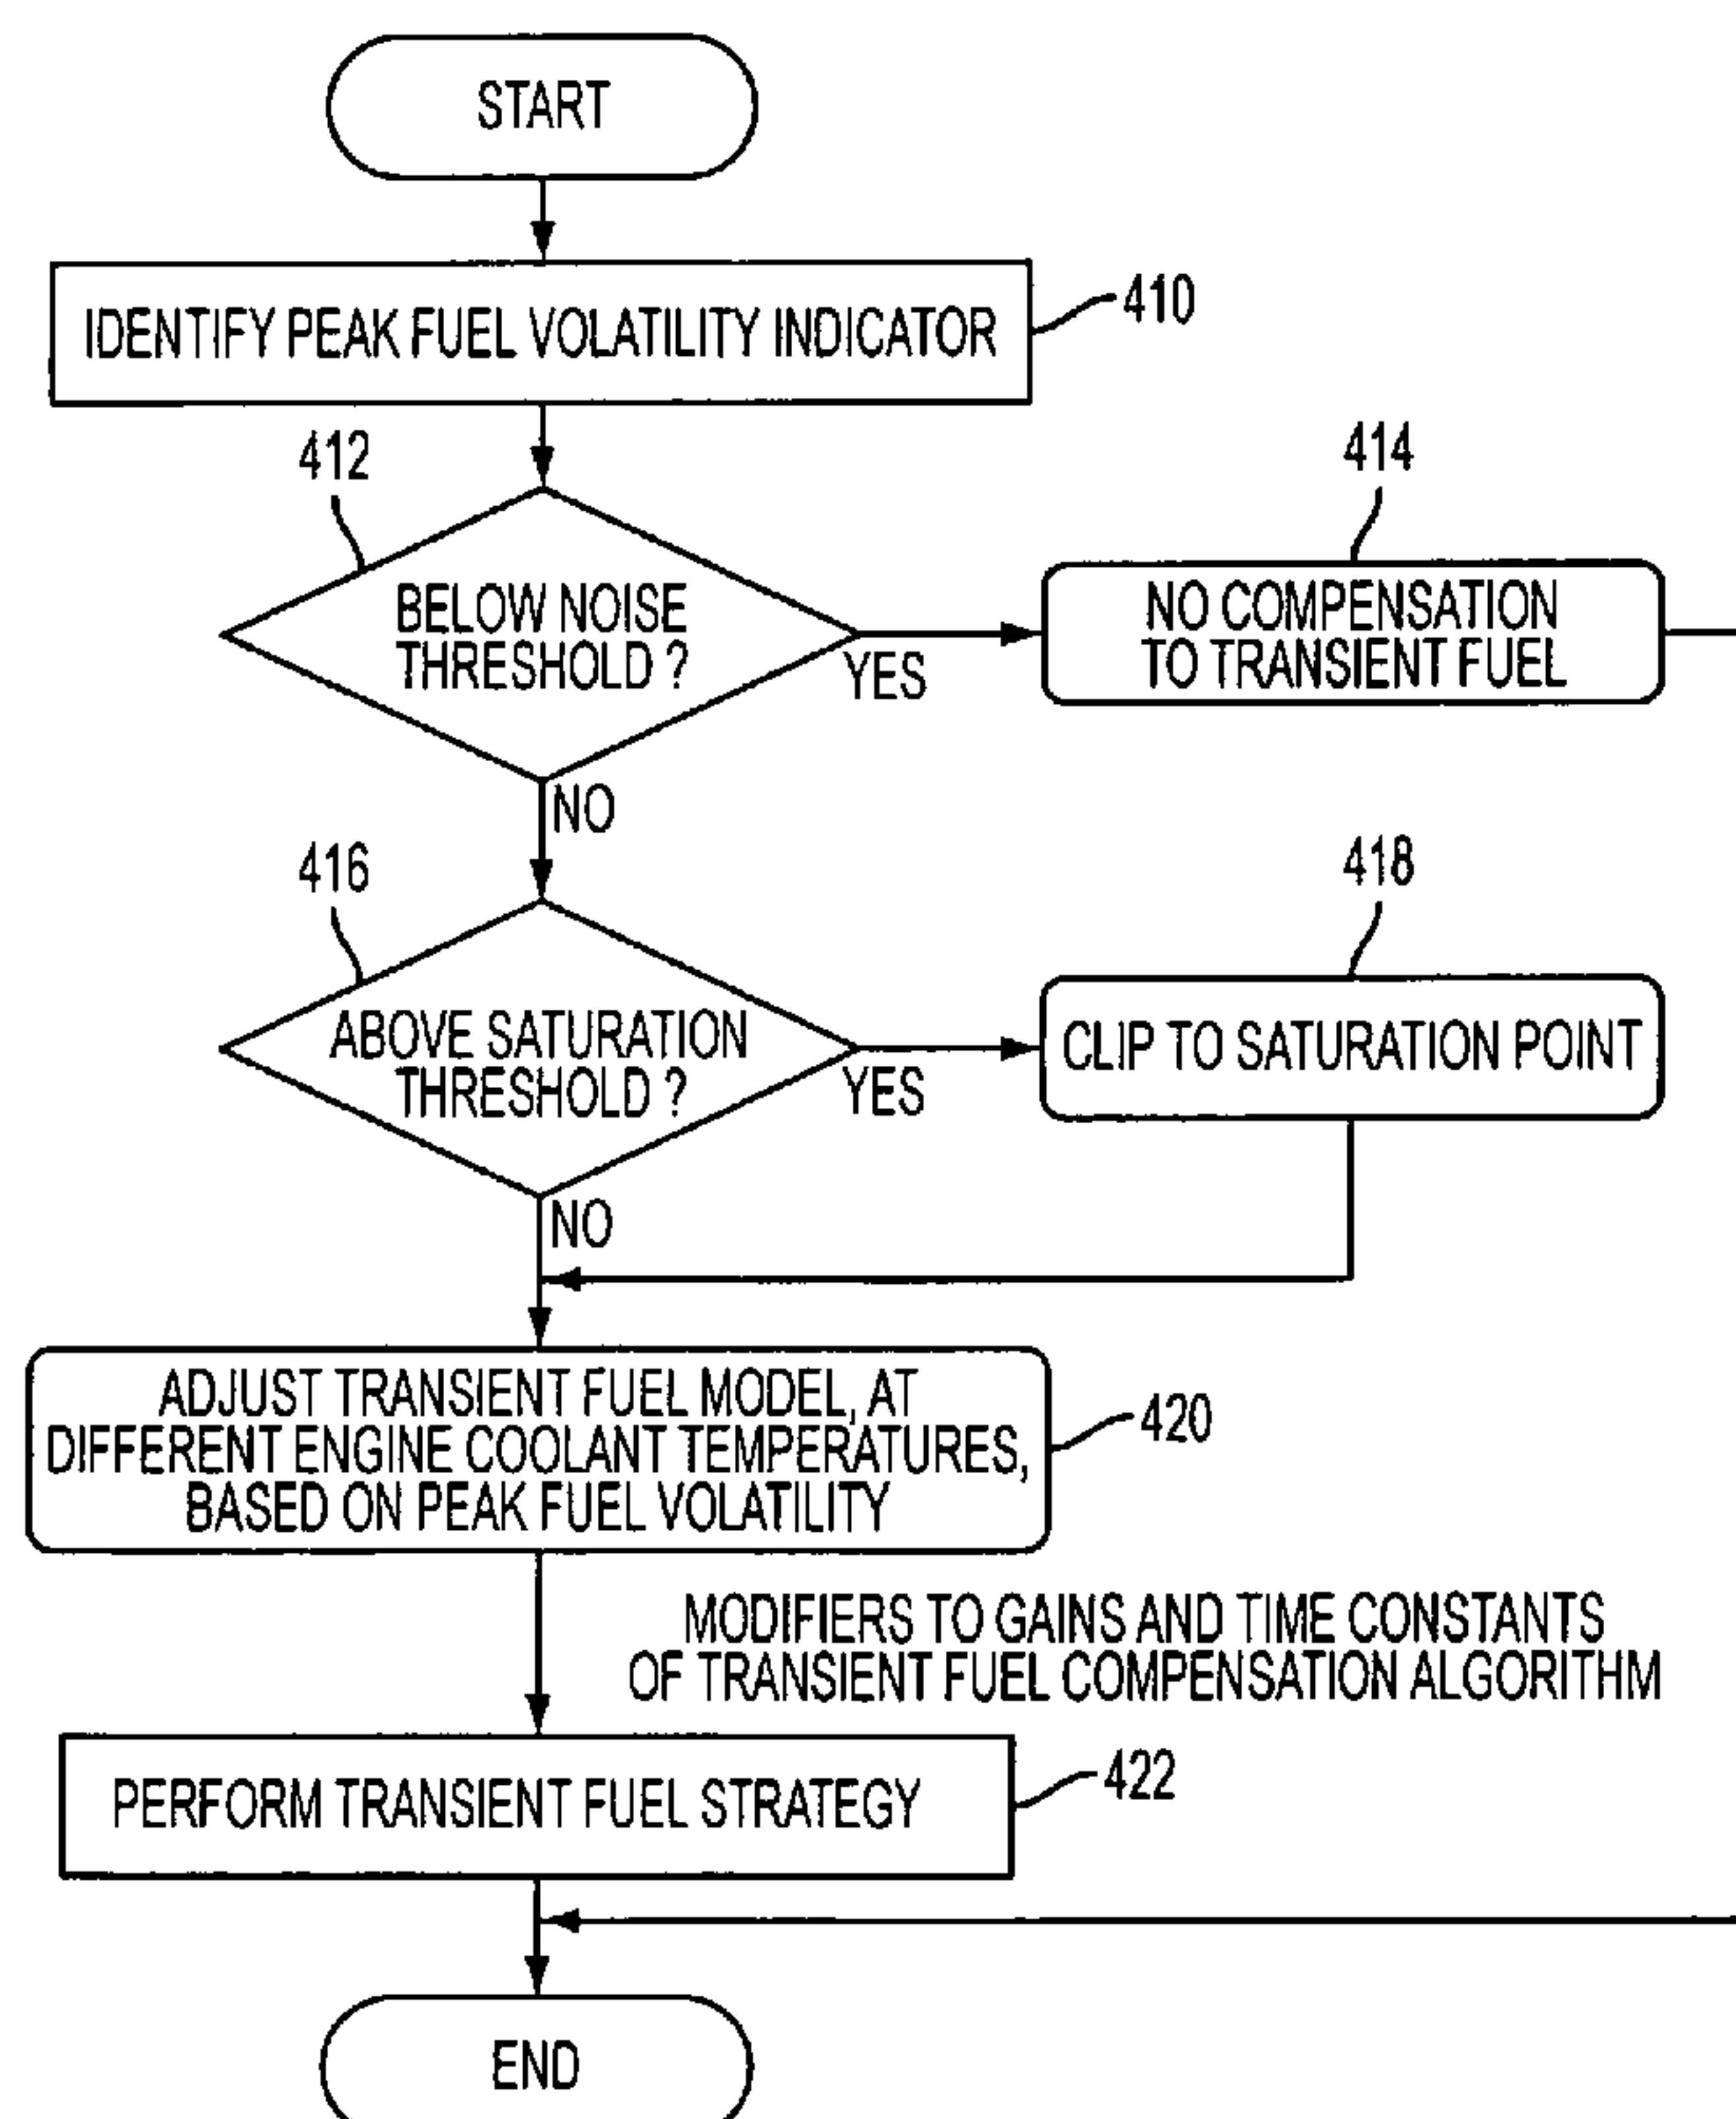 START
IDENTIFY PEAK FUEL VOLATILITY INDICATOR
410
412
414
BELOW NOISE
THRESHOLD ?
YES
NO COMPENSATION
TO TRANSIENT FUEL
NO
416
418
ABOVE SATURATION
THRESHOLD ?
YES
CLIP TO SATURATION POINT
NO
ADJUST TRANSIENT FUEL MODEL, AT
DIFFERENT ENGINE COOLANT TEMPERATURES,
BASED ON PEAK FUEL VOLATILITY
420
MODIFIERS TO GAINS AND TIME CONSTANTS
OF TRANSIENT FUEL COMPENSATION ALGORITHM
PERFORM TRANSIENT FUEL STRATEGY
422
END